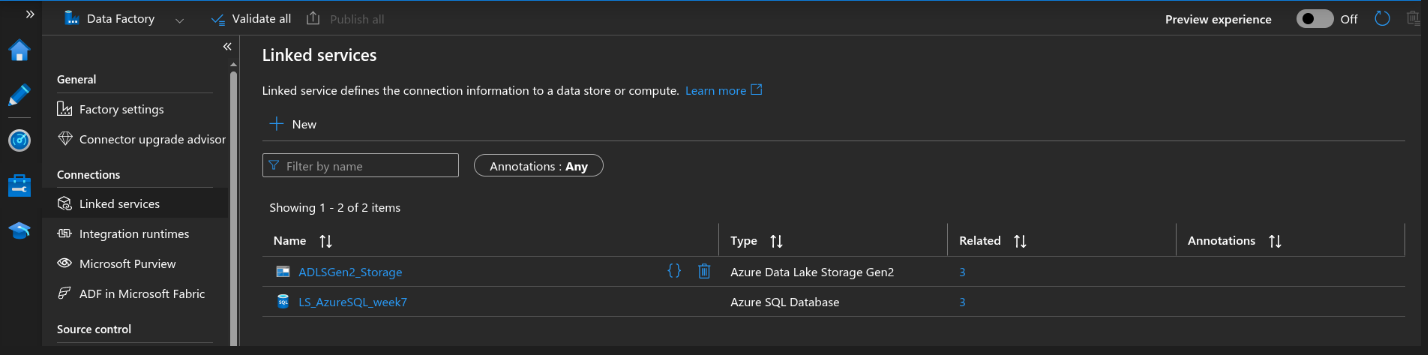 » Data Factory Validate all Publish all Preview experience Off
«
Linked services
General
Linked service defines the connection information to a data store or compute. Learn more
Factory settings
New
Connector upgrade advisor
Filter by name Annotations : Any
Connections
Linked services
Showing 1 - 2 of 2 items
Integration runtimes
Name Type Related Annotations
Microsoft Purview
ADLSGen2_Storage {} Azure Data Lake Storage Gen2 3
ADF in Microsoft Fabric
SQL LS_AzureSQL_week7 Azure SQL Database 3
Source control